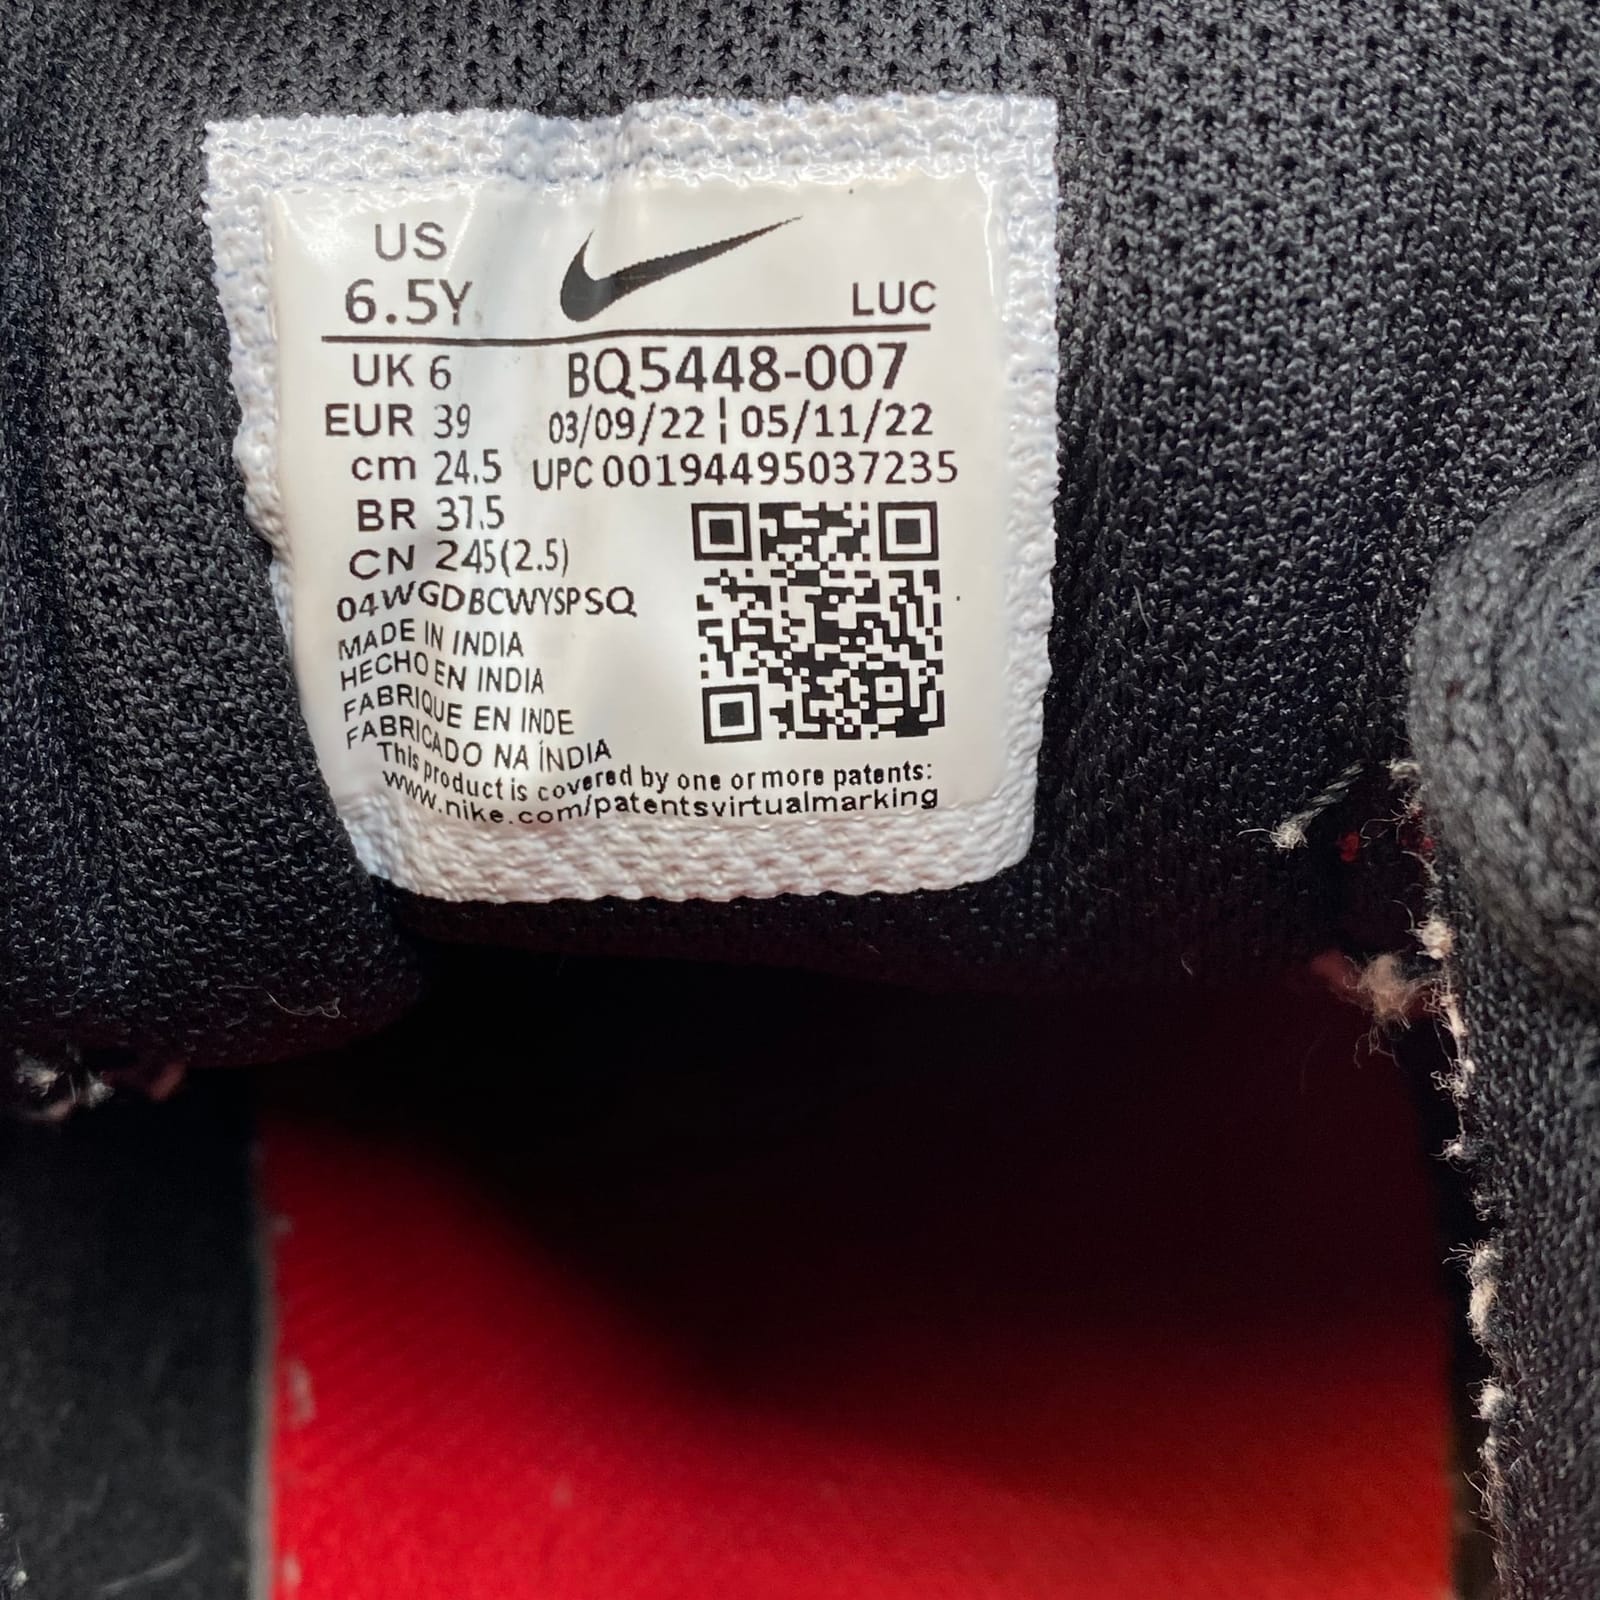 US
6.5Y LUC
UK 6 BQ5448-007
EUR 39 03/09/22 ¦ 05/11/22
cm 24.5 UPC 00194495037235
BR 37.5
CN 245(2.5)
04WGDBCWYSPSQ
MADE IN INDIA
HECHO EN INDIA
FABRIQUE EN INDE
FABRICADO NA ÍNDIA
This product is covered by one or more patents:
www.nike.com/patentsvirtualmarking